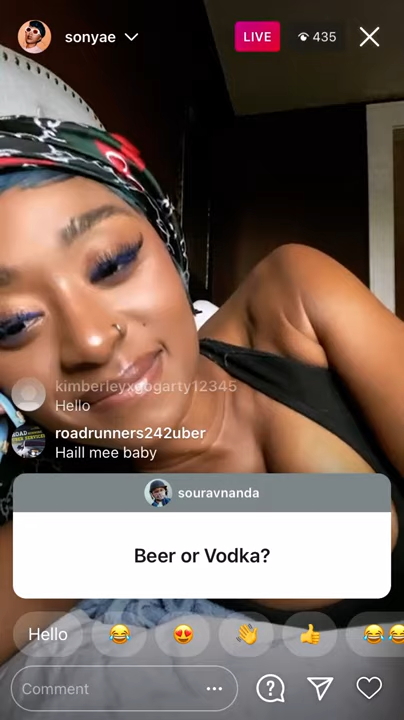 sonyae
LIVE
435
kimberleyxgogarty12345
Hello
roadrunners242uber
Haill mee baby
souravnanda
Beer or Vodka?
Hello
Comment